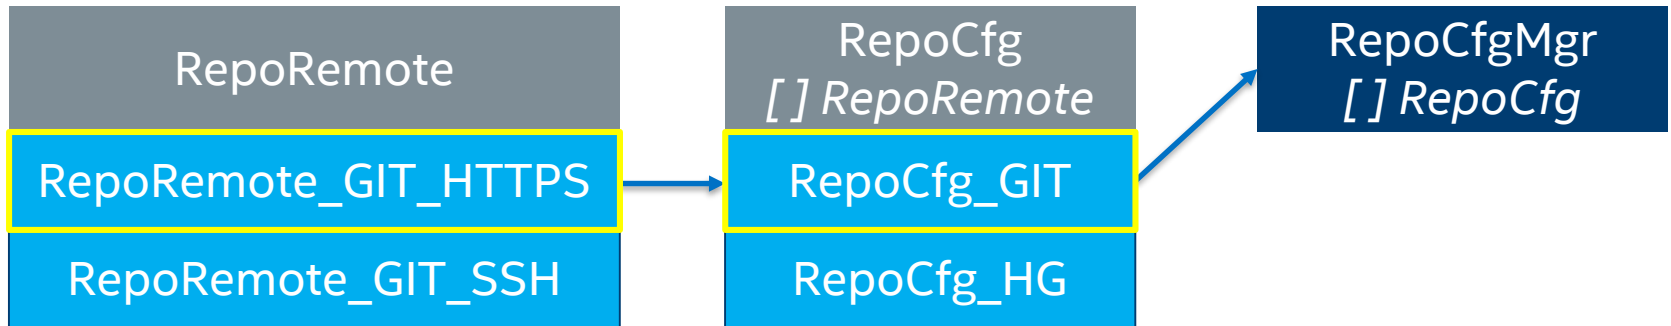 RepoRemote
RepoRemote_GIT_HTTPS
RepoRemote_GIT_SSH
RepoCfg
[ ] RepoRemote
RepoCfg_GIT
RepoCfg_HG
RepoCfgMgr
[ ] RepoCfg